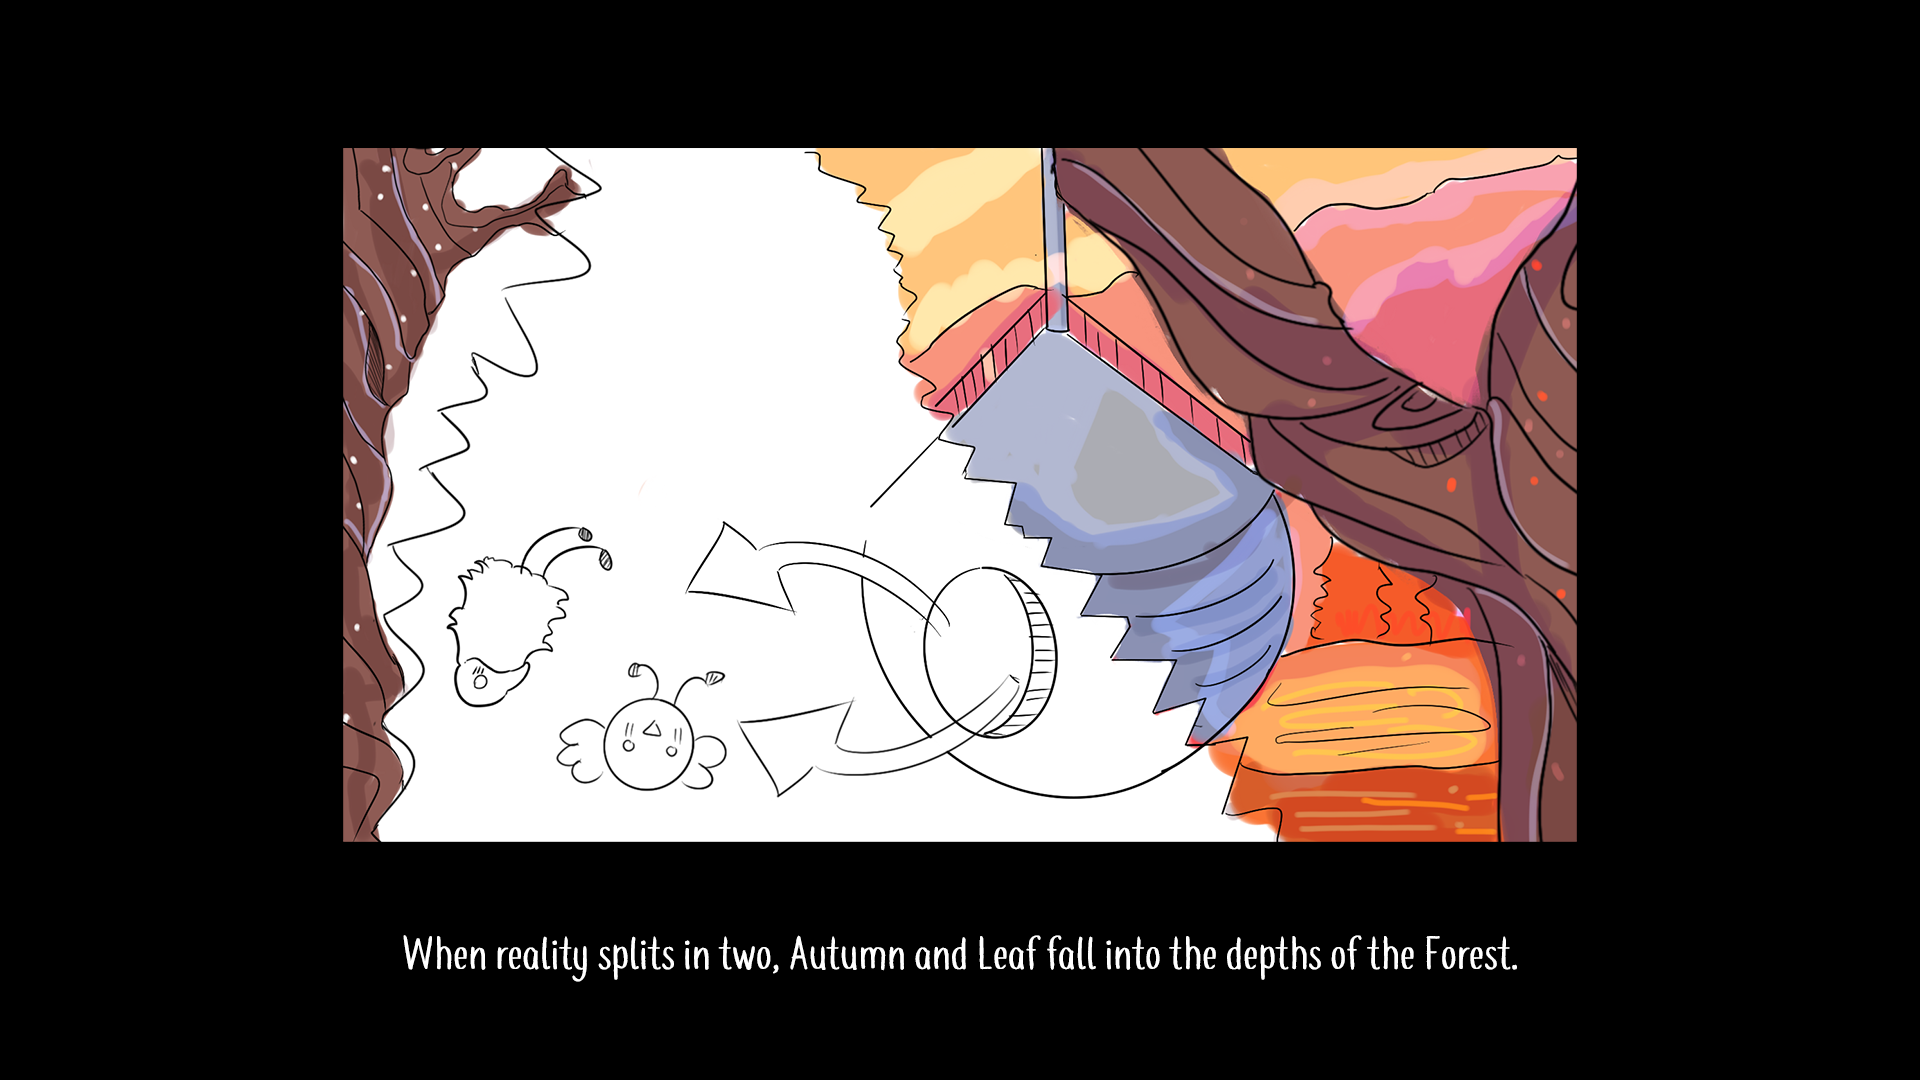 When reality splits in two, Autumn and Leaf fall into the depths of the Forest.